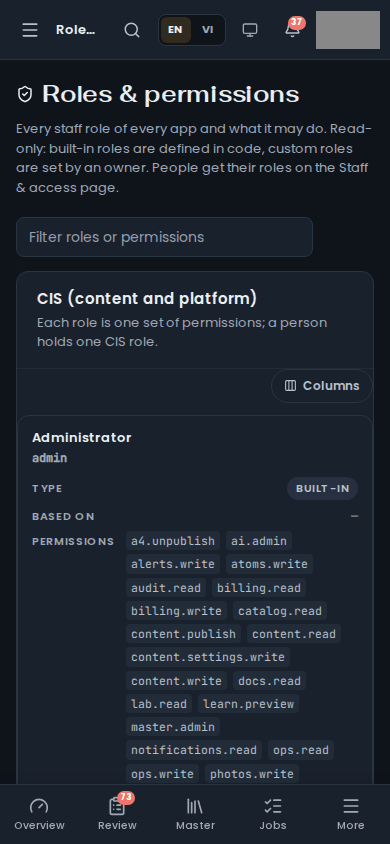 Role...
EN VI
37
Roles & permissions
Every staff role of every app and what it may do. Read-
only: built-in roles are defined in code, custom roles
are set by an owner. People get their roles on the Staff
& access page.
Filter roles or permissions
CIS (content and platform)
Each role is one set of permissions; a person
holds one CIS role.
Columns
Administrator
admin
TYPE BUILT-IN
BASED ON —
PERMISSIONS a4.unpublish ai.admin
alerts.write atoms.write
audit.read billing.read
billing.write catalog.read
content.publish content.read
content.settings.write
content.write docs.read
lab.read learn.preview
master.admin
notifications.read ops.read
ops.write photos.write
73
Overview Review Master Jobs More